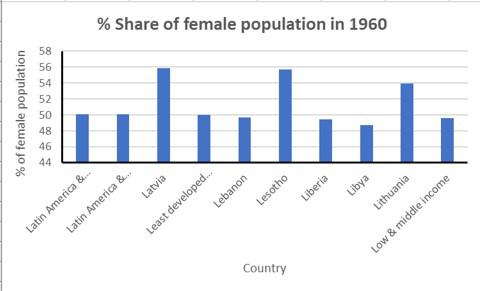 % Share of female population in 1960
% of female population
58
56
54
52
50
48
46
44
Latin America &...
Latin America &...
Latvia
Least developed...
Lebanon
Lesotho
Liberia
Libya
Lithuania
Low & middle income
Country